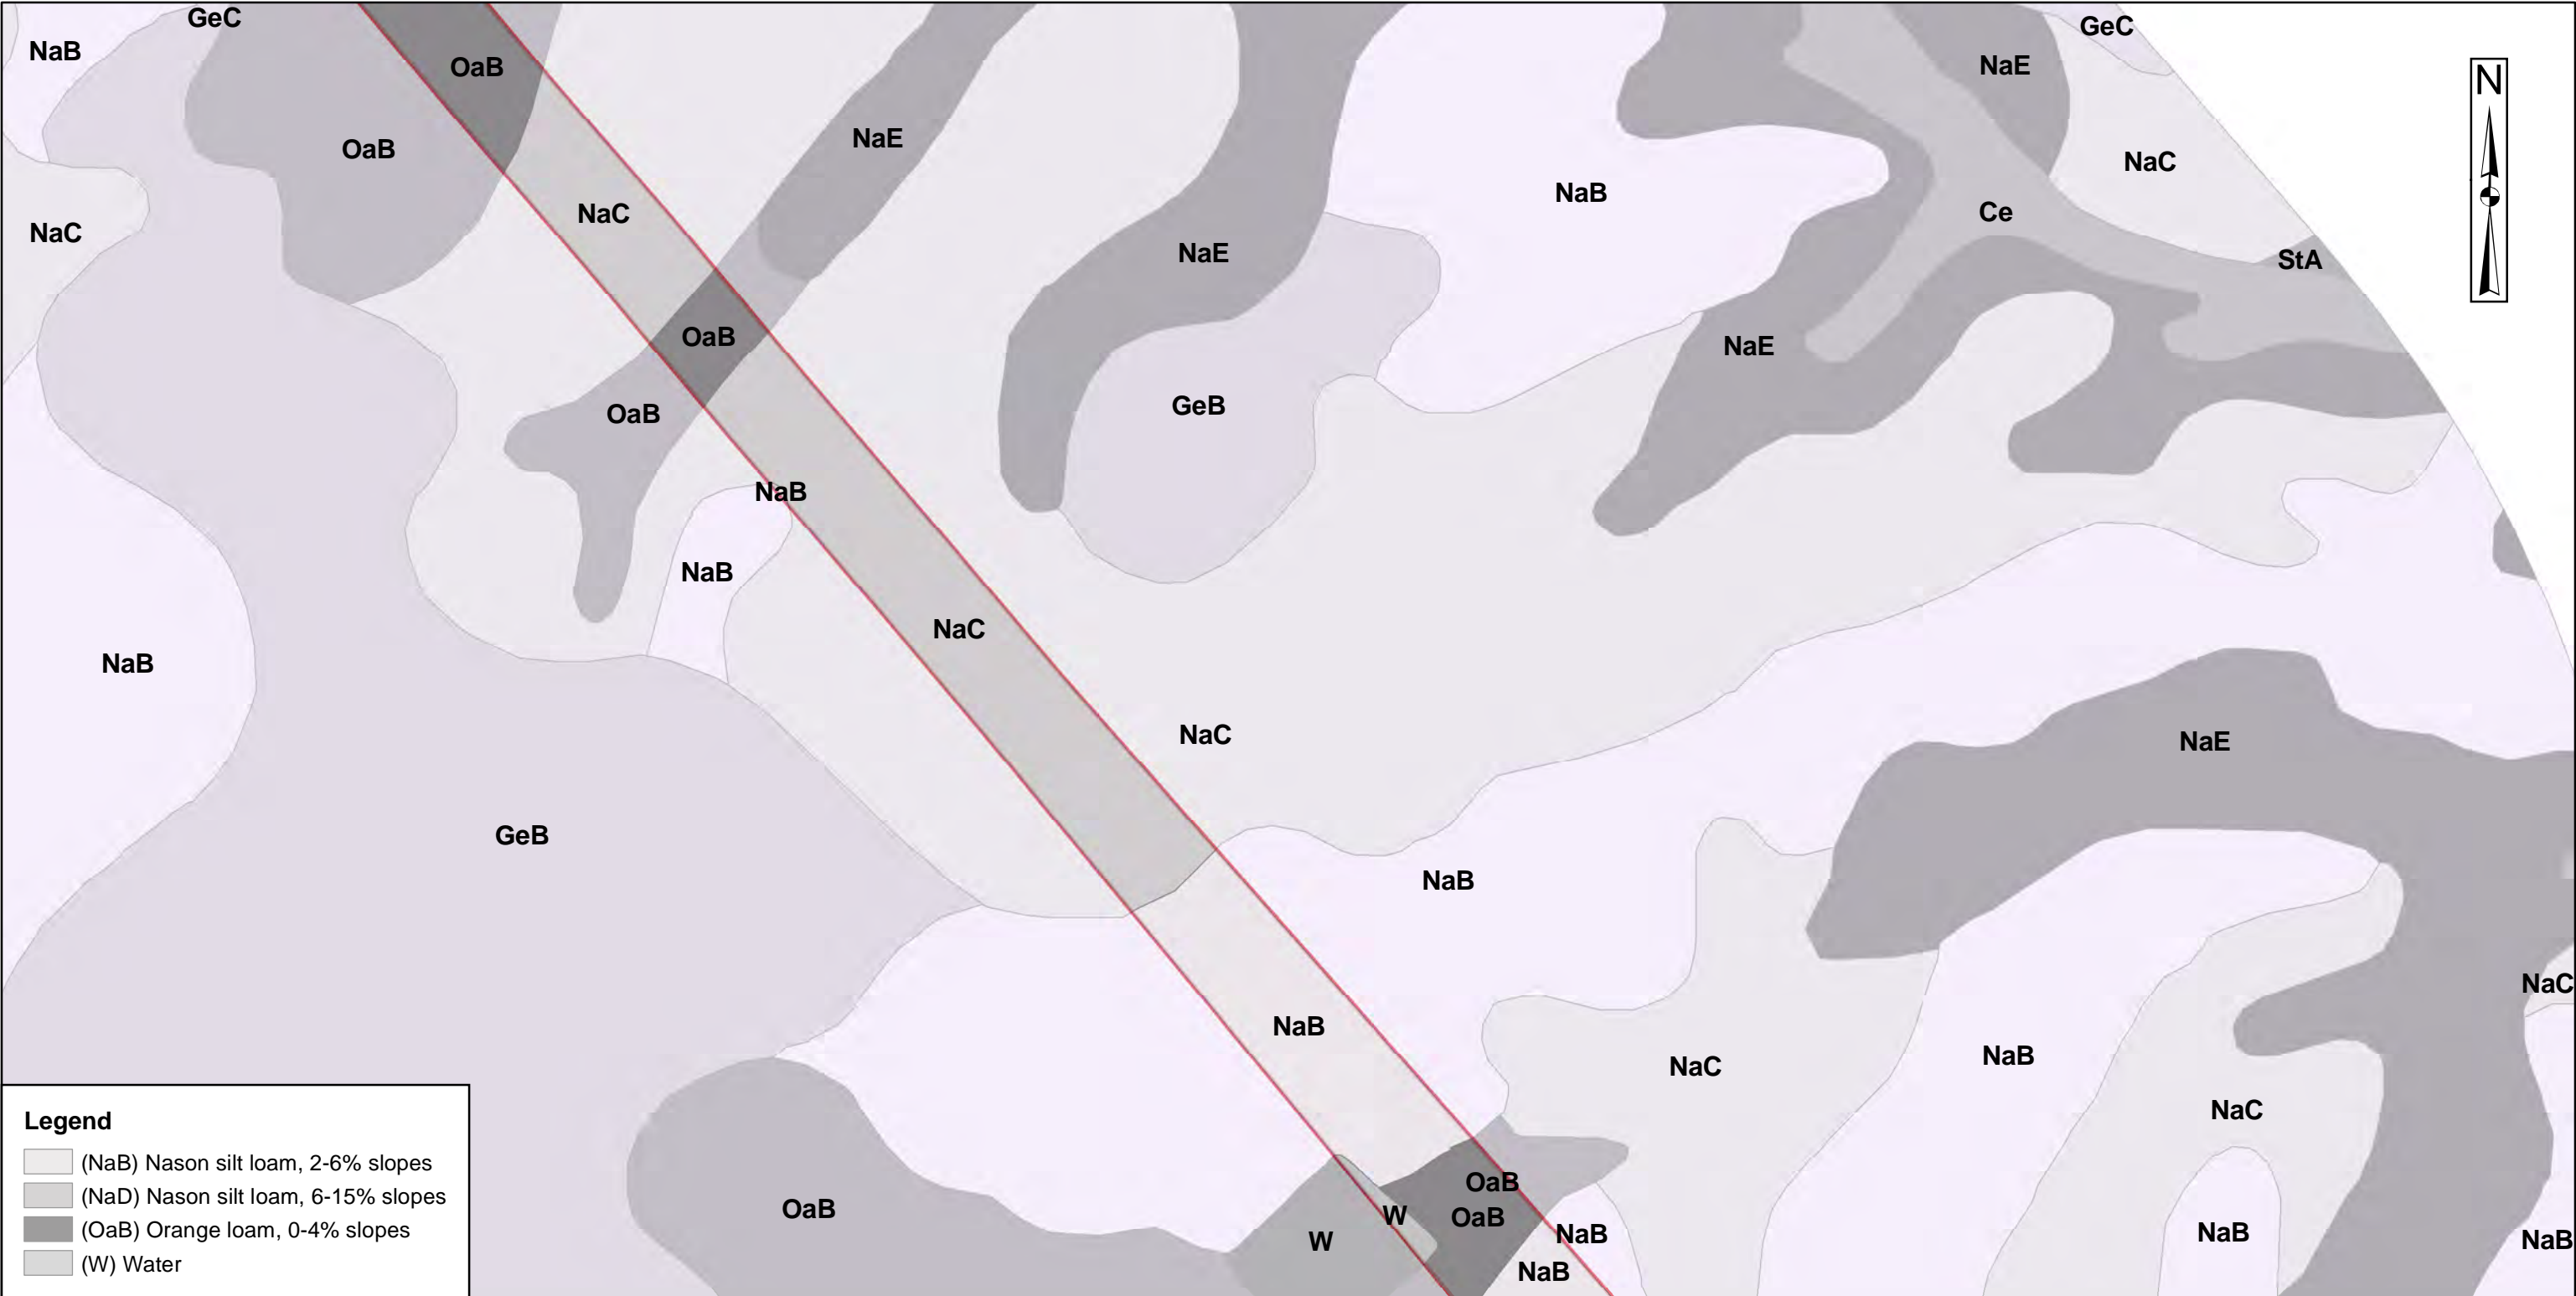 GeC
GeC
NaB
OaB
NaE
N
NaE
OaB
NaC
NaB
NaC
Ce
NaC
NaE
StA
OaB
NaE
GeB
OaB
NaB
NaB
NaC
NaB
NaC
NaE
GeB
NaB
NaC
NaB
NaB
NaC
NaC
OaB
OaB
W
OaB
W
NaB
NaB
NaB
NaB
Legend
(NaB) Nason silt loam, 2-6% slopes
(NaD) Nason silt loam, 6-15% slopes
(OaB) Orange loam, 0-4% slopes
(W) Water